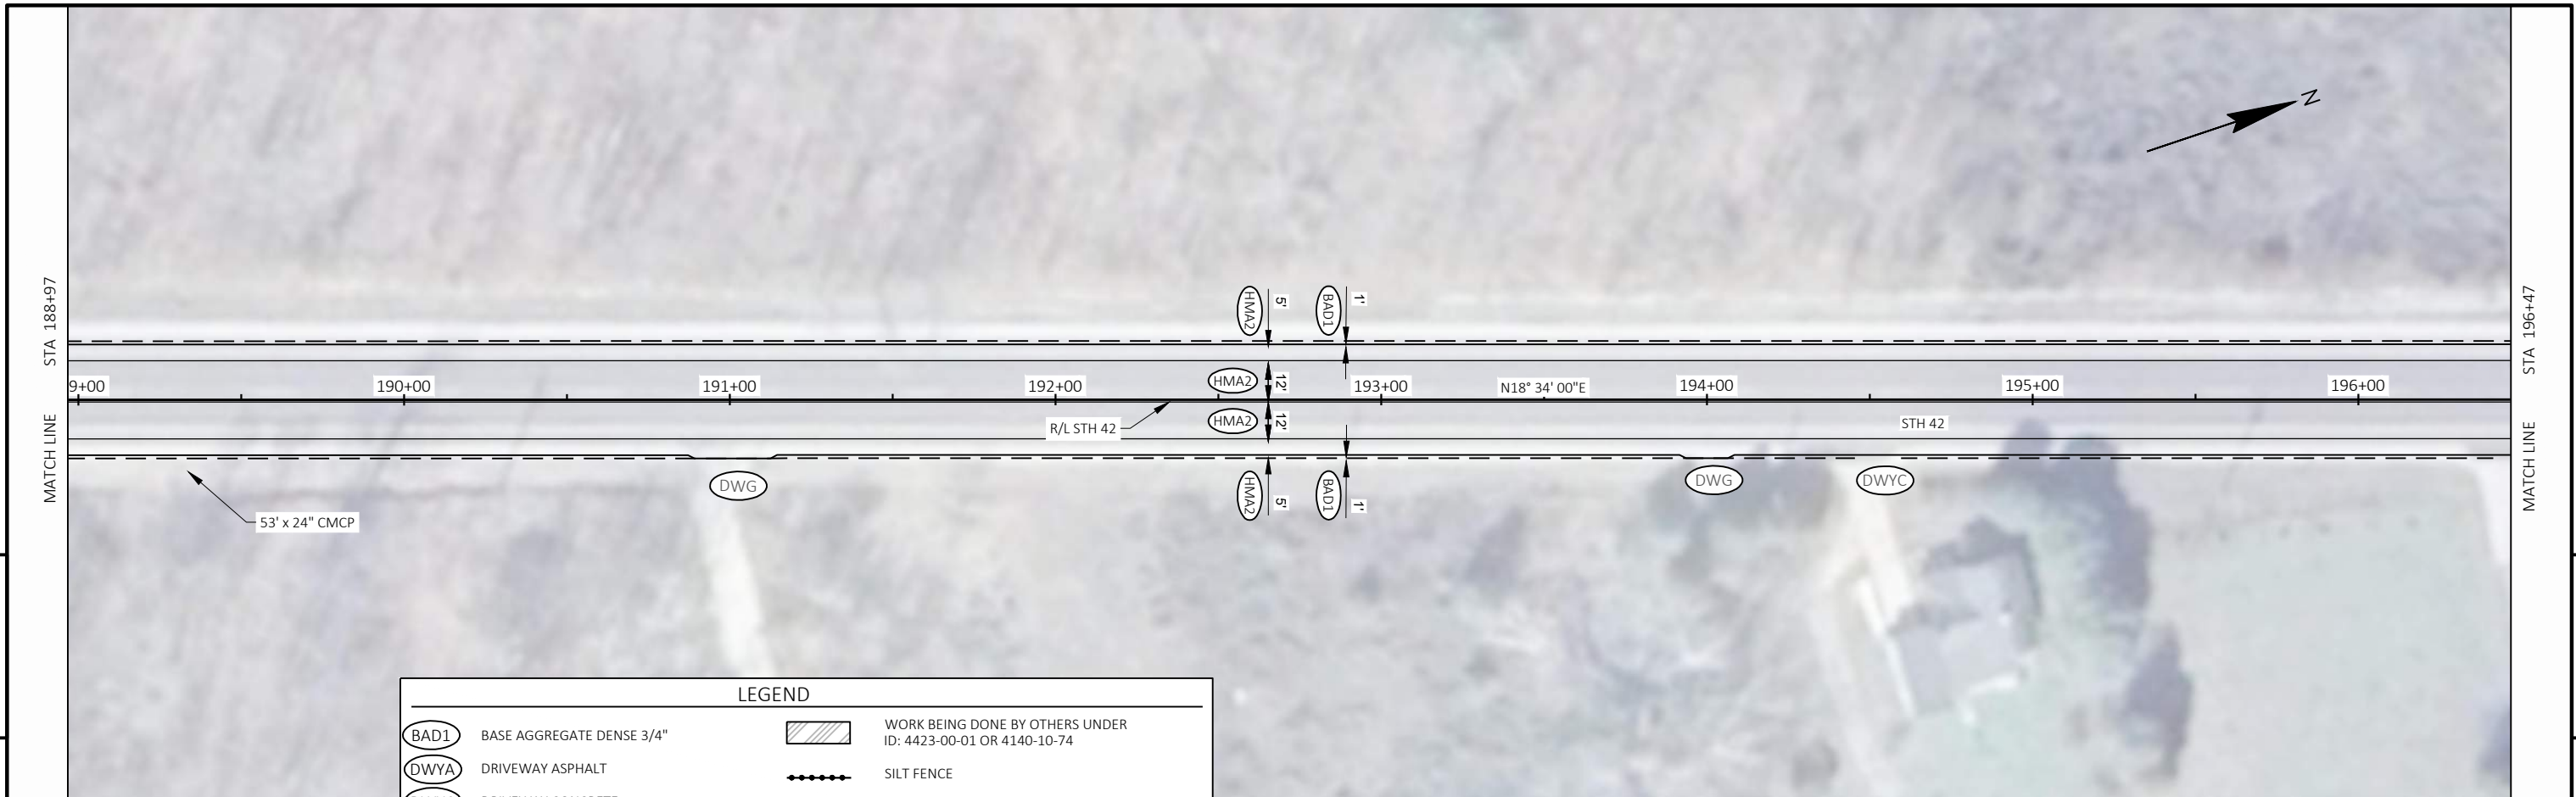 N
STA 188+97
MATCH LINE
STA 196+47
MATCH LINE
HMA2
5'
BAD1
1'
9+00
190+00
191+00
192+00
193+00
N18° 34' 00"E
194+00
195+00
196+00
HMA2
12'
HMA2
12'
R/L STH 42
STH 42
DWG
HMA2
5'
BAD1
1'
DWG
DWYC
53' x 24" CMCP
LEGEND
BAD1
BASE AGGREGATE DENSE 3/4"
WORK BEING DONE BY OTHERS UNDER
ID: 4423-00-01 OR 4140-10-74
DWYA
DRIVEWAY ASPHALT
SILT FENCE